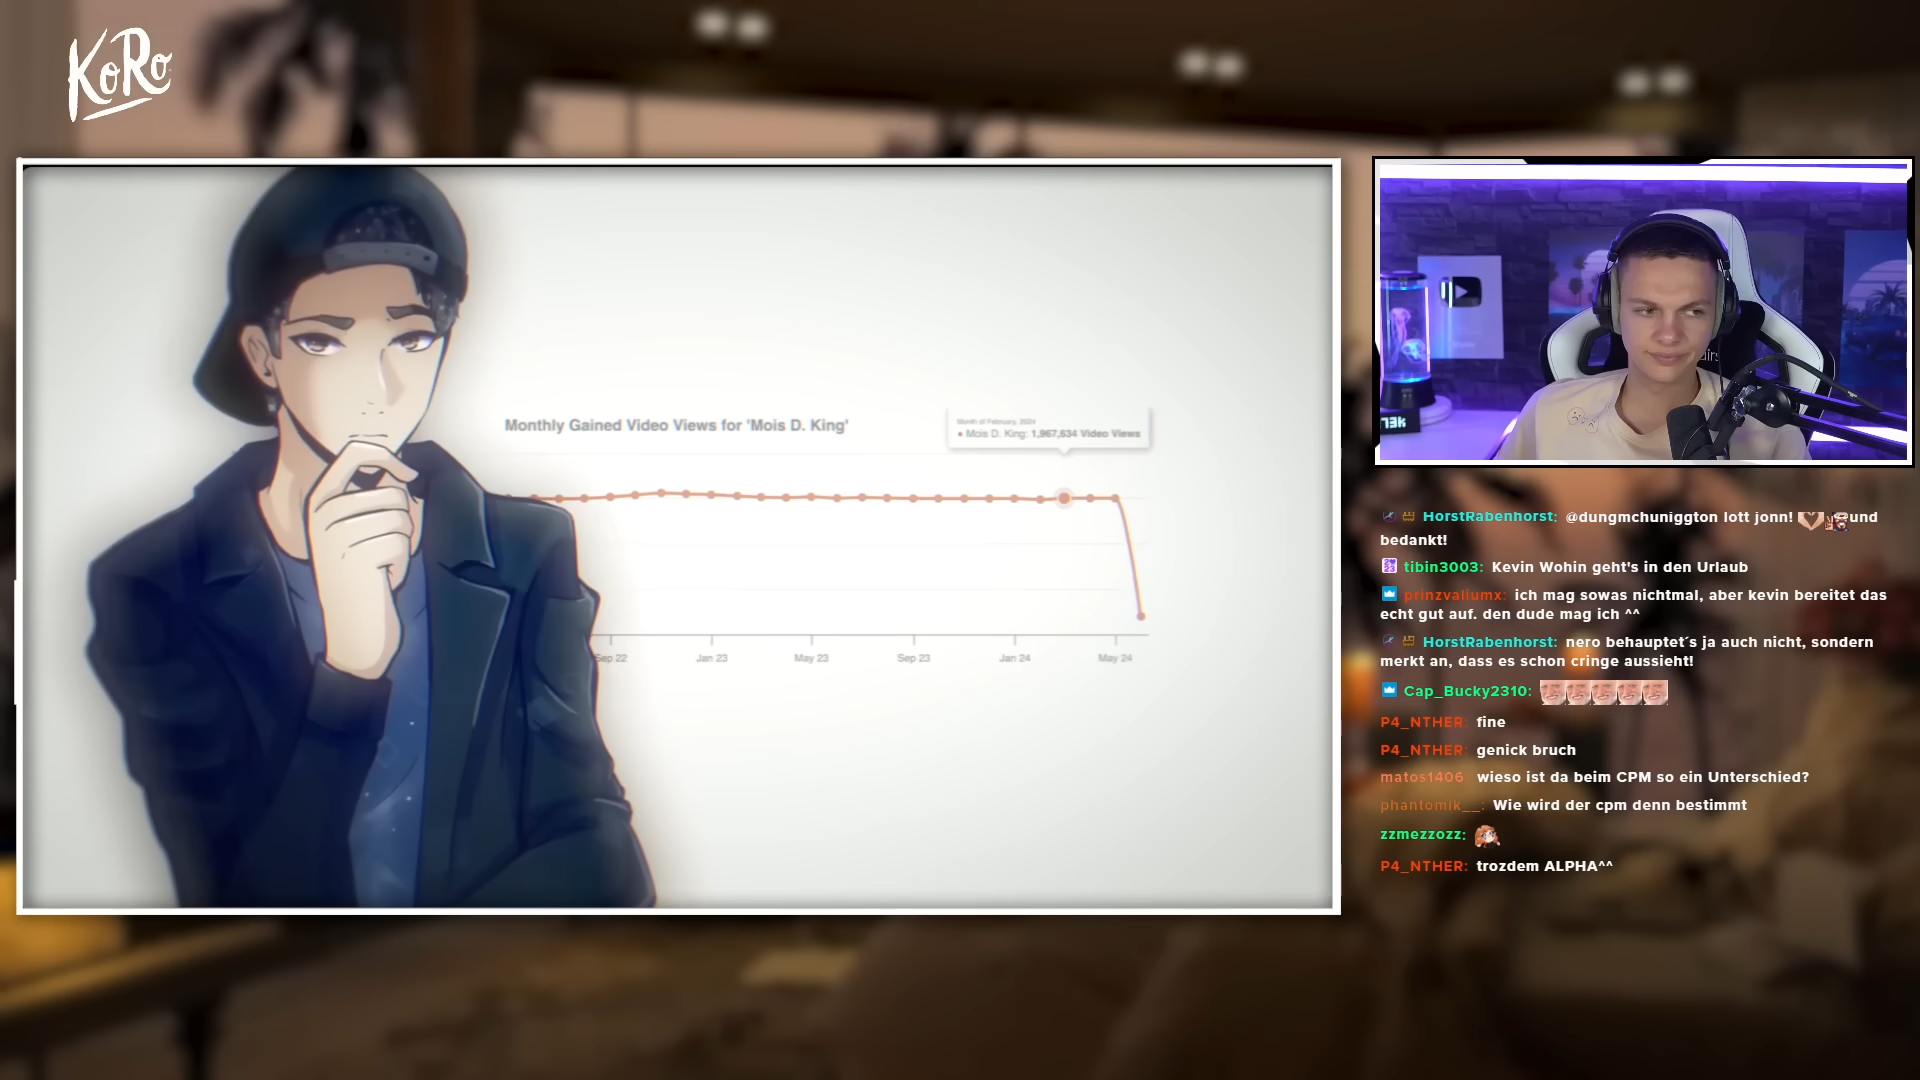 KoRo
Monthly Gained Video Views for 'Mois D. King'
Month of February, 2024
Mois D. King: 1,967,634 Video Views
Sep 22
Jan 23
May 23
Sep 23
Jan 24
May 24
HorstRabenhorst: @dungmchuniggton lott jonn! und
bedankt!
tibin3003: Kevin Wohin geht's in den Urlaub
prinzvaliumx: ich mag sowas nichtmal, aber kevin bereitet das
echt gut auf. den dude mag ich ^^
HorstRabenhorst: nero behauptet´s ja auch nicht, sondern
merkt an, dass es schon cringe aussieht!
Cap_Bucky2310:
P4_NTHER: fine
P4_NTHER: genick bruch
matos1406 wieso ist da beim CPM so ein Unterschied?
phantomik__: Wie wird der cpm denn bestimmt
zzmezzozz:
P4_NTHER: trozdem ALPHA^^